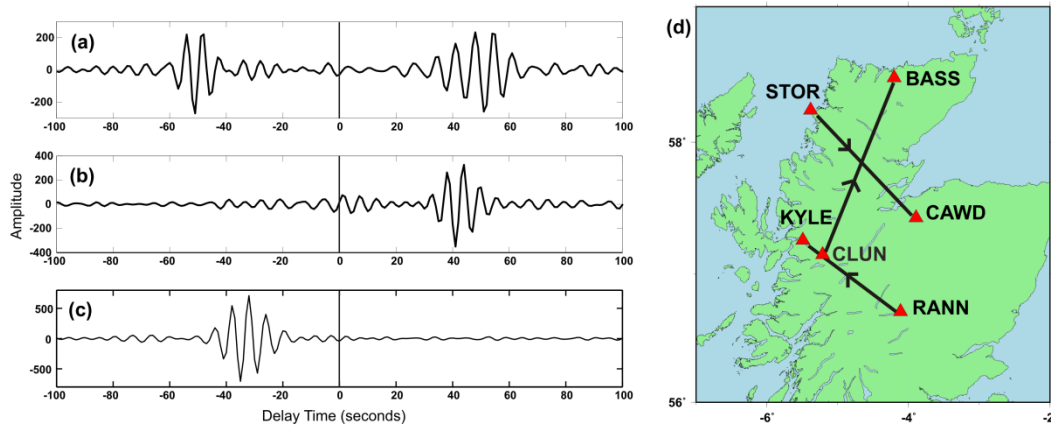 (a)
200
0
-200
-100 -80 -60 -40 -20 0 20 40 60 80 100
(b)
400
200
0
-200
-400
-100 -80 -60 -40 -20 0 20 40 60 80 100
(c)
500
0
-500
-100 -80 -60 -40 -20 0 20 40 60 80 100
Amplitude
Delay Time (seconds)
(d)
BASS
STOR
58°
KYLE
CAWD
CLUN
RANN
56°
-6° -4° -2